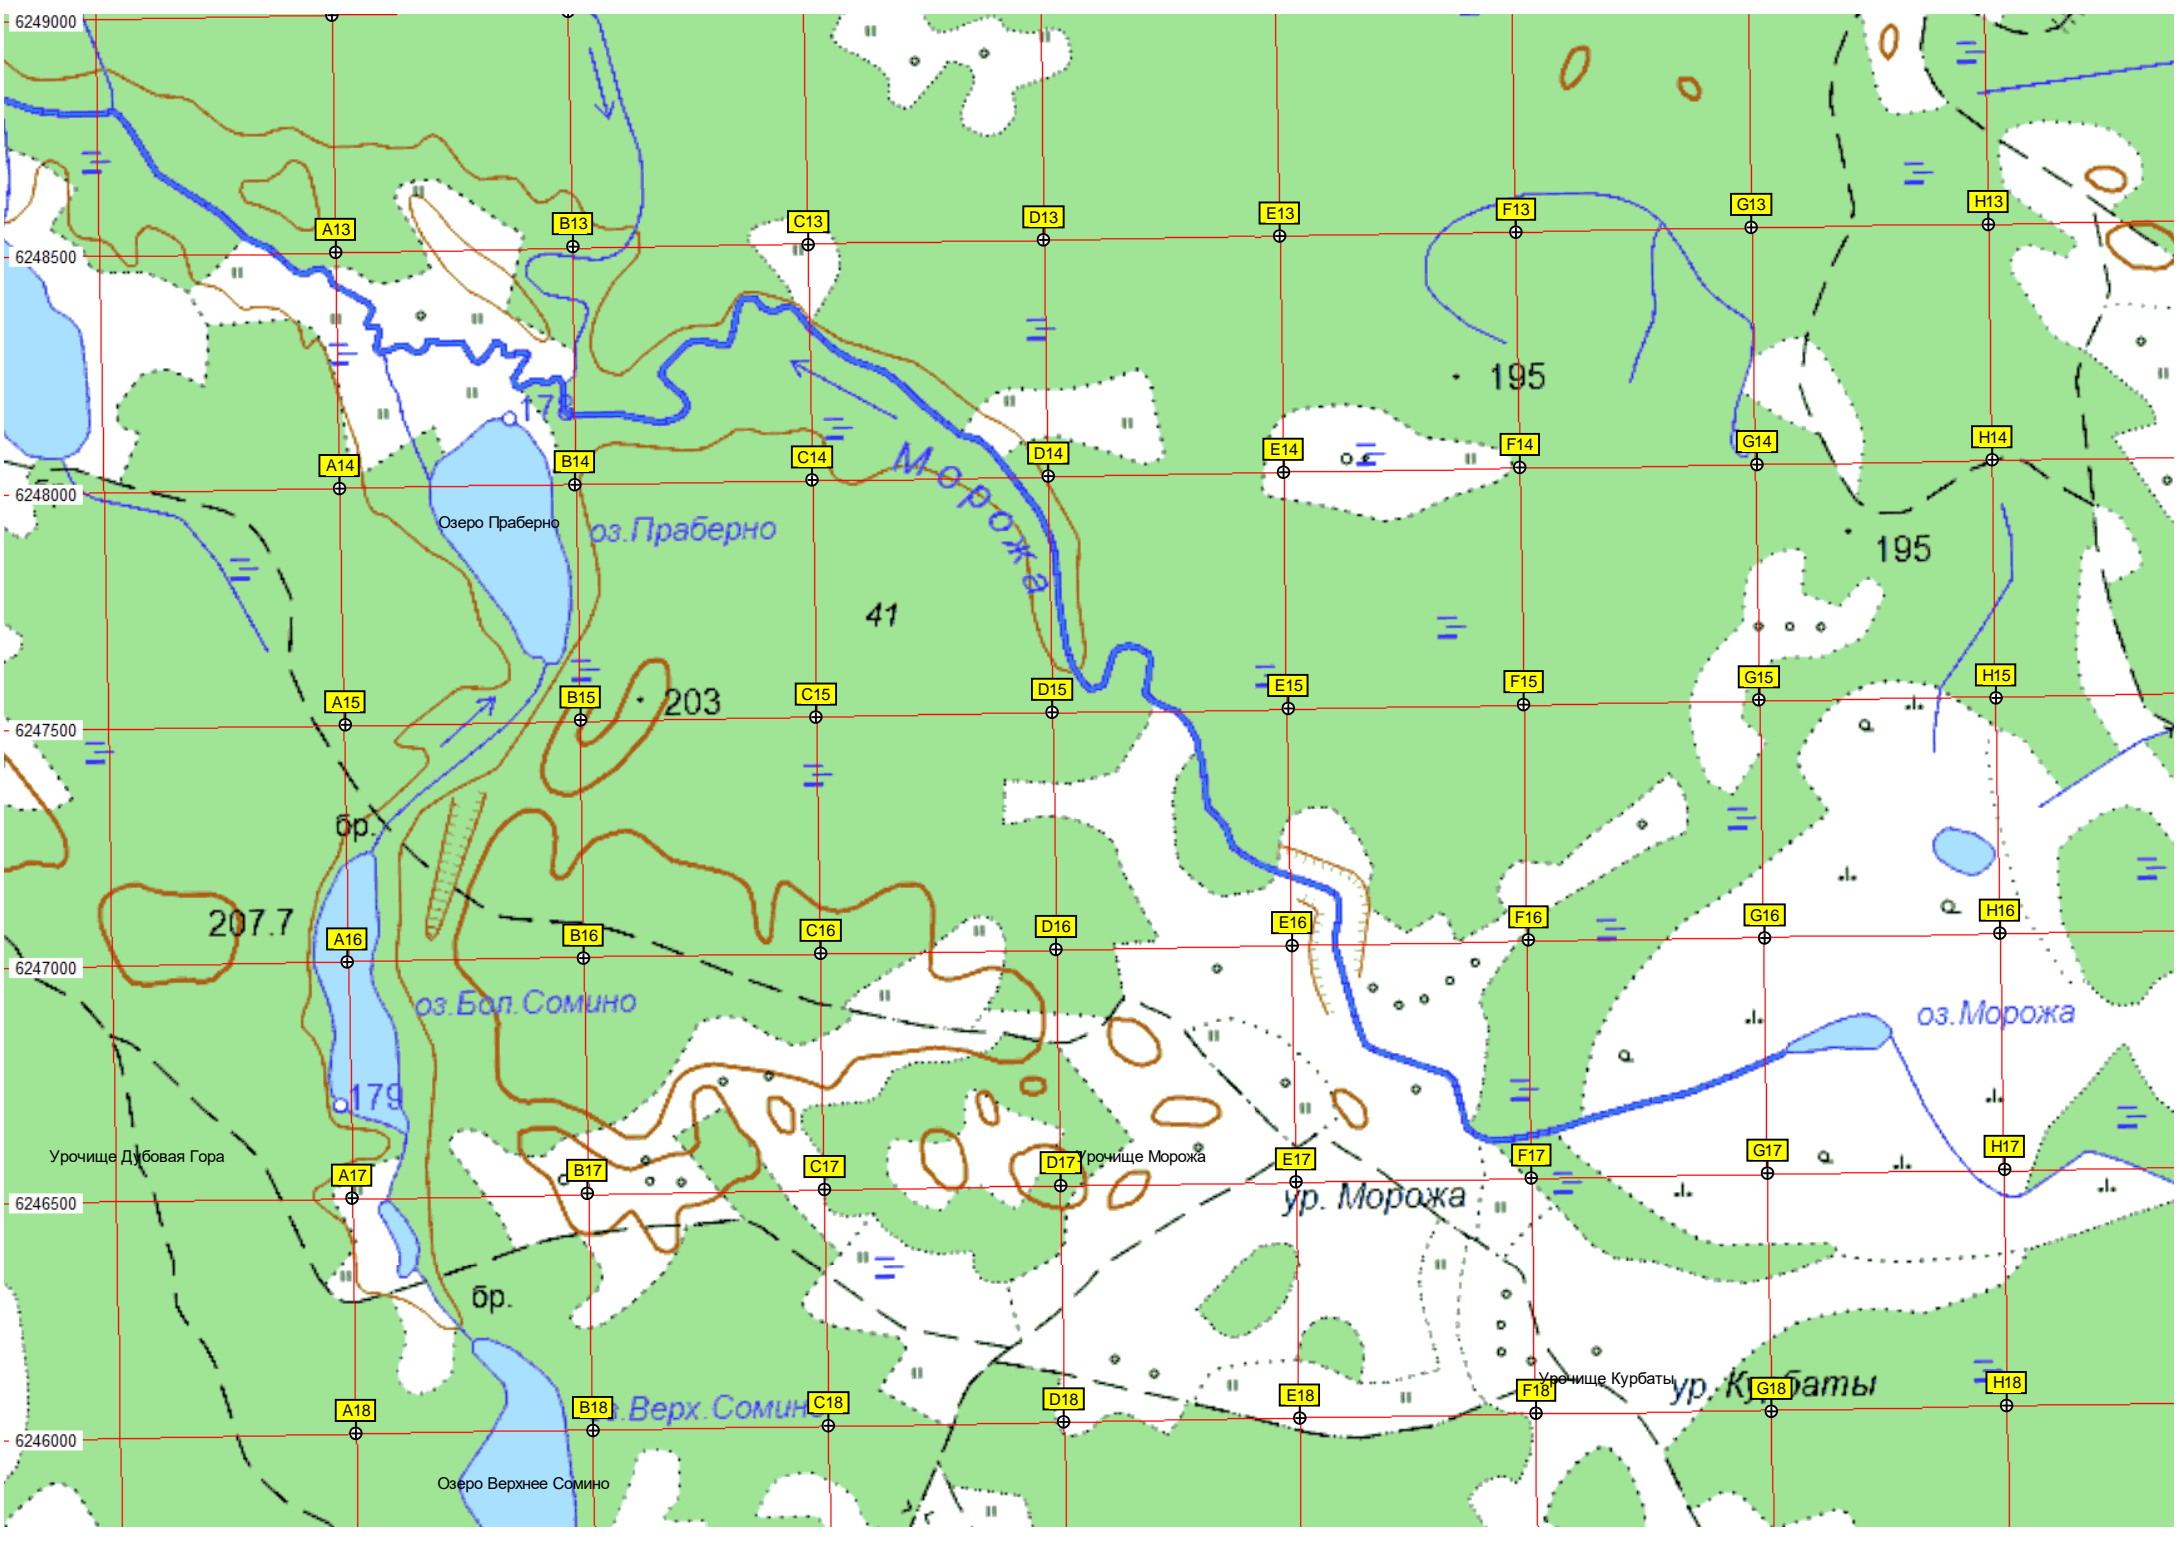 6249000
A13
B13
C13
D13
E13
F13
G13
H13
6248500
195
178
Морожа
A14
B14
C14
D14
E14
F14
G14
H14
6248000
Озеро Праберно
оз.Праберно
195
41
A15
B15
C15
D15
E15
F15
G15
H15
203
6247500
бр.
207.7
A16
B16
C16
D16
E16
F16
G16
H16
6247000
оз.Бол.Сомино
оз.Морожа
179
Урочище Дубовая Гора
Урочище Морожа
A17
B17
C17
D17
E17
F17
G17
H17
ур. Морожа
6246500
бр.
Урочище Курбаты
ур. Курбаты
A18
B18
C18
D18
E18
F18
G18
H18
з.Верх.Сомино
6246000
Озеро Верхнее Сомино